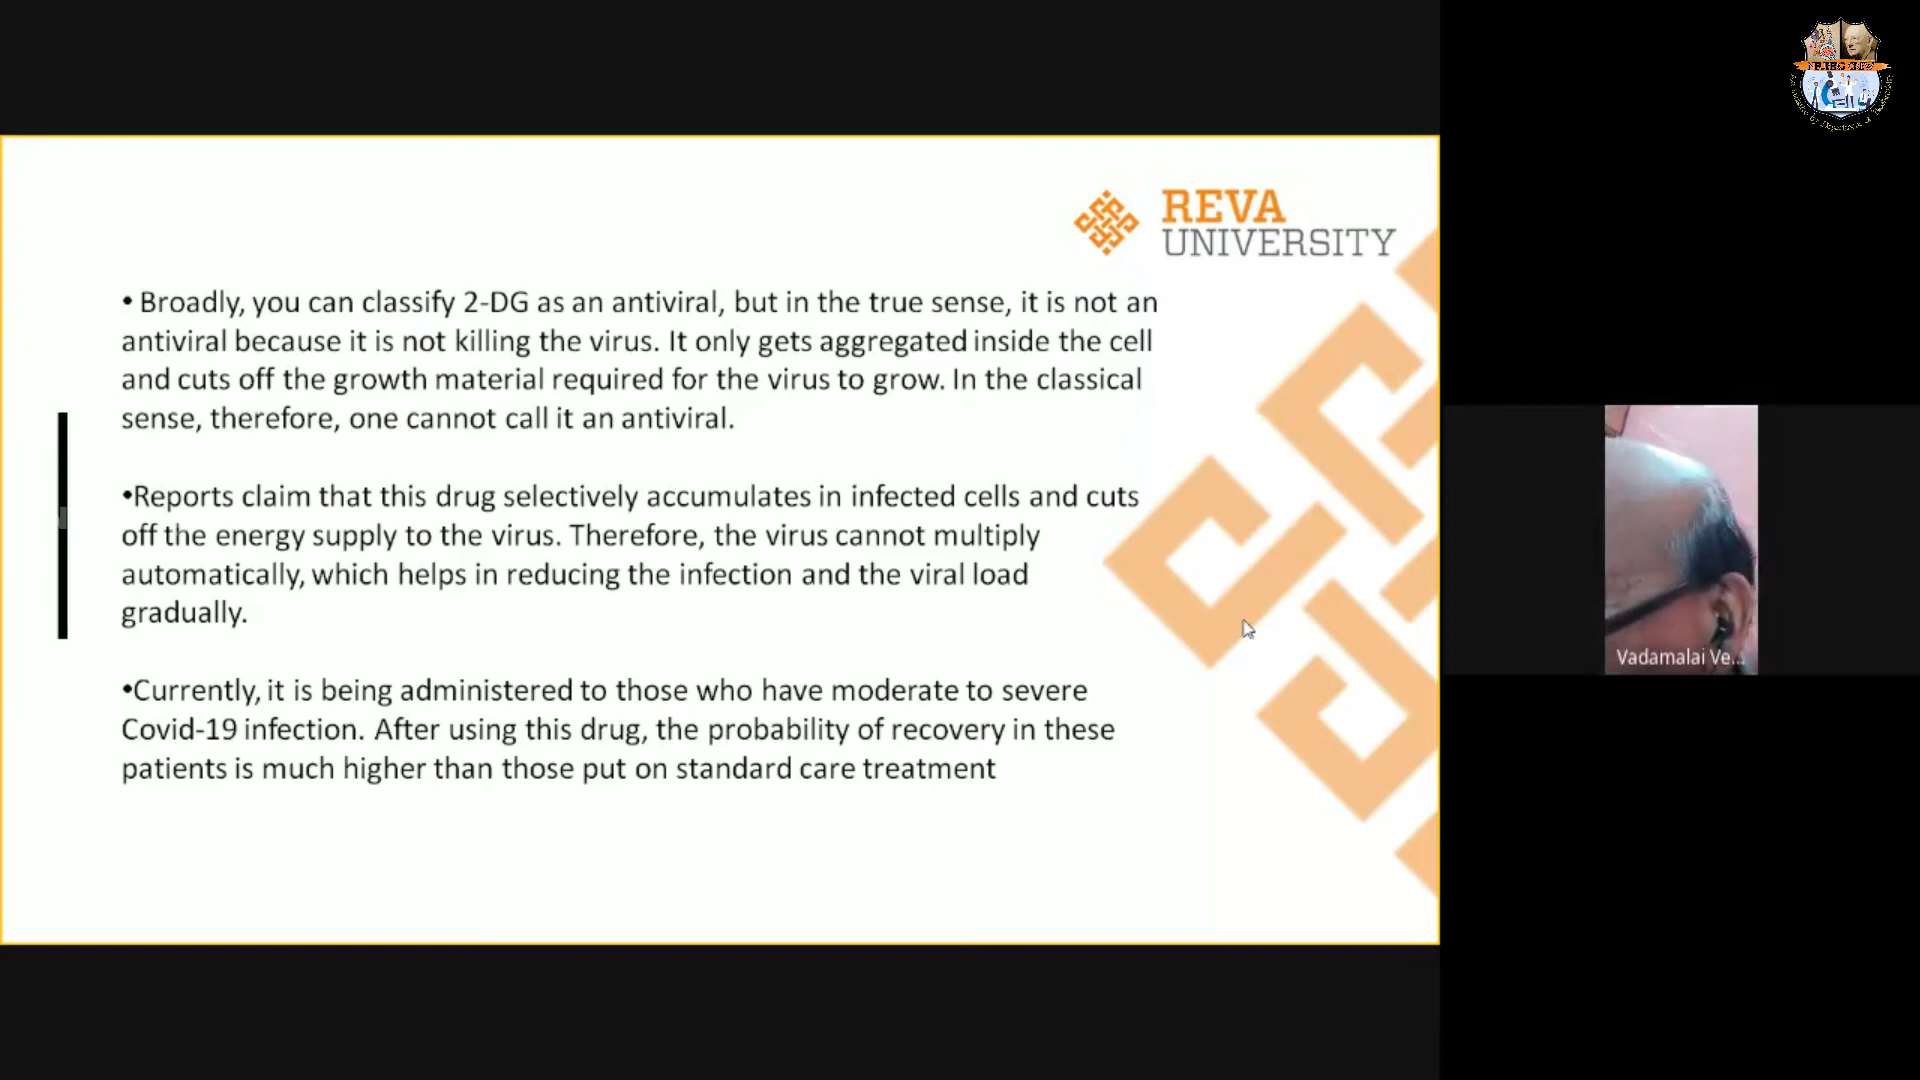 REVA
UNIVERSITY
• Broadly, you can classify 2-DG as an antiviral, but in the true sense, it is not an
antiviral because it is not killing the virus. It only gets aggregated inside the cell
and cuts off the growth material required for the virus to grow. In the classical
sense, therefore, one cannot call it an antiviral.
•Reports claim that this drug selectively accumulates in infected cells and cuts
off the energy supply to the virus. Therefore, the virus cannot multiply
automatically, which helps in reducing the infection and the viral load
gradually.
•Currently, it is being administered to those who have moderate to severe
Covid-19 infection. After using this drug, the probability of recovery in these
patients is much higher than those put on standard care treatment
Vadamalai Ve...